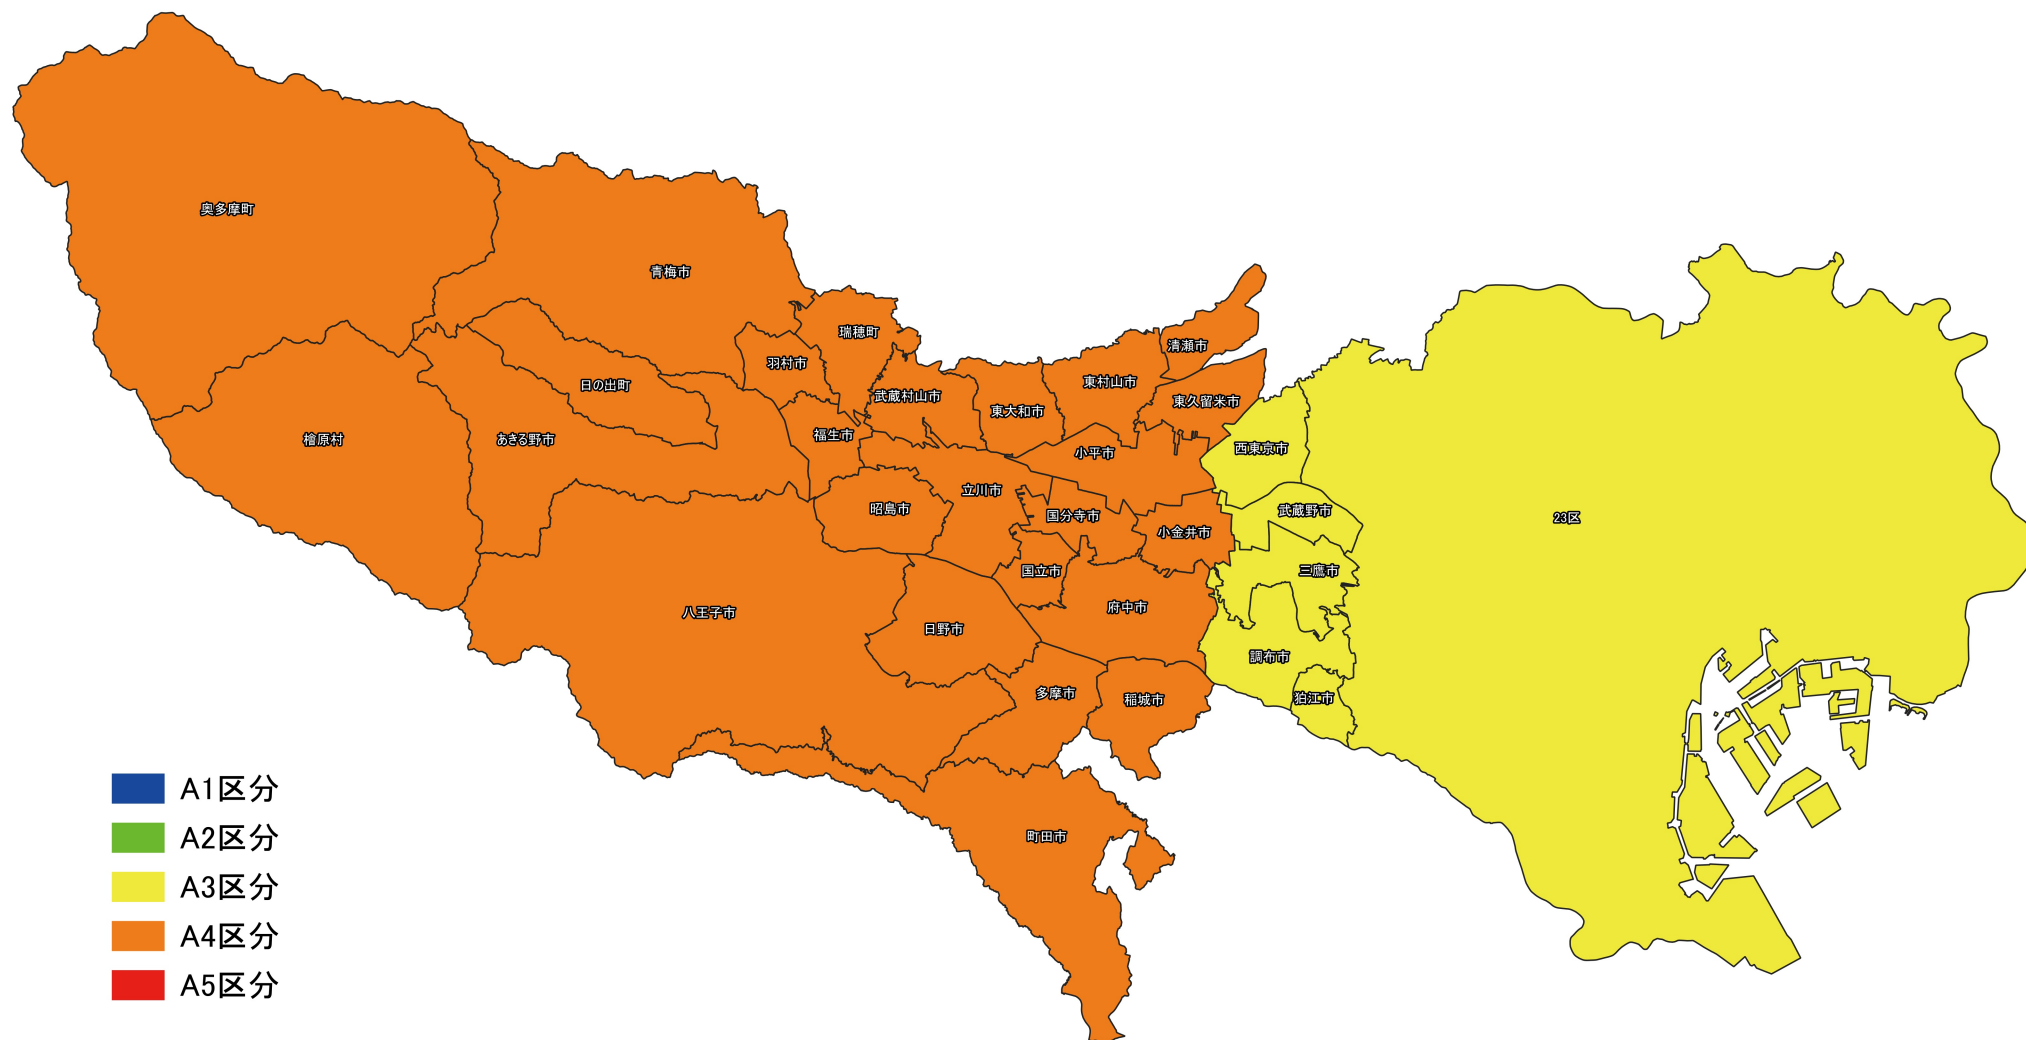 奥多摩町
青梅市
瑞穂町
清瀬市
羽村市
東村山市
日の出町
武蔵村山市
東久留米市
東大和市
福生市
檜原村
あきる野市
西東京市
小平市
立川市
昭島市
武蔵野市
国分寺市
23区
小金井市
国立市
三鷹市
府中市
八王子市
日野市
調布市
多摩市
狛江市
稲城市
町田市
A1区分
A2区分
A3区分
A4区分
A5区分